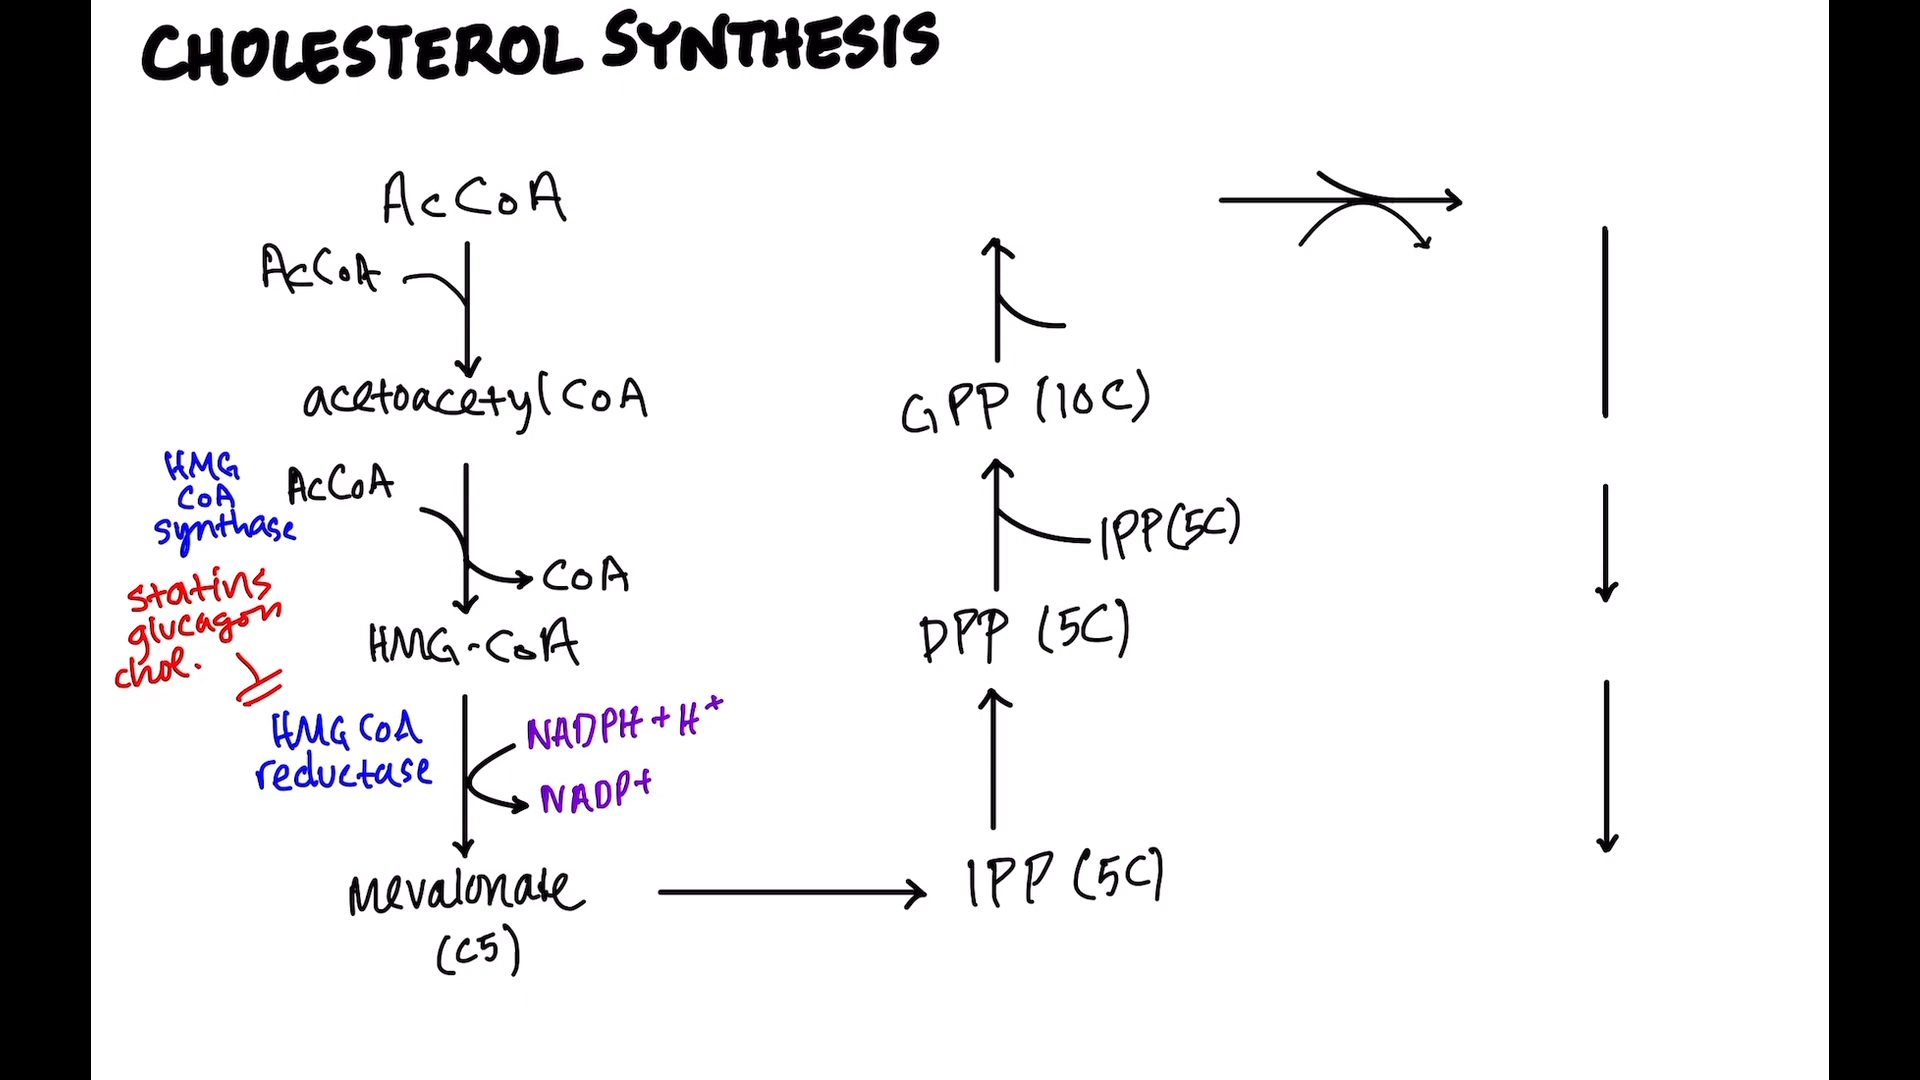 CHOLESTEROL SYNTHESIS
AcCoA
AcCoA
acetoacetyl CoA
HMG
CoA
synthase
AcCoA
CoA
statins
glucagon
chol.
HMG-CoA
HMG CoA
reductase
NADPH + H+
NADP+
Mevalonate
(C5)
IPP (5C)
DPP (5C)
IPP(5C)
GPP (10C)